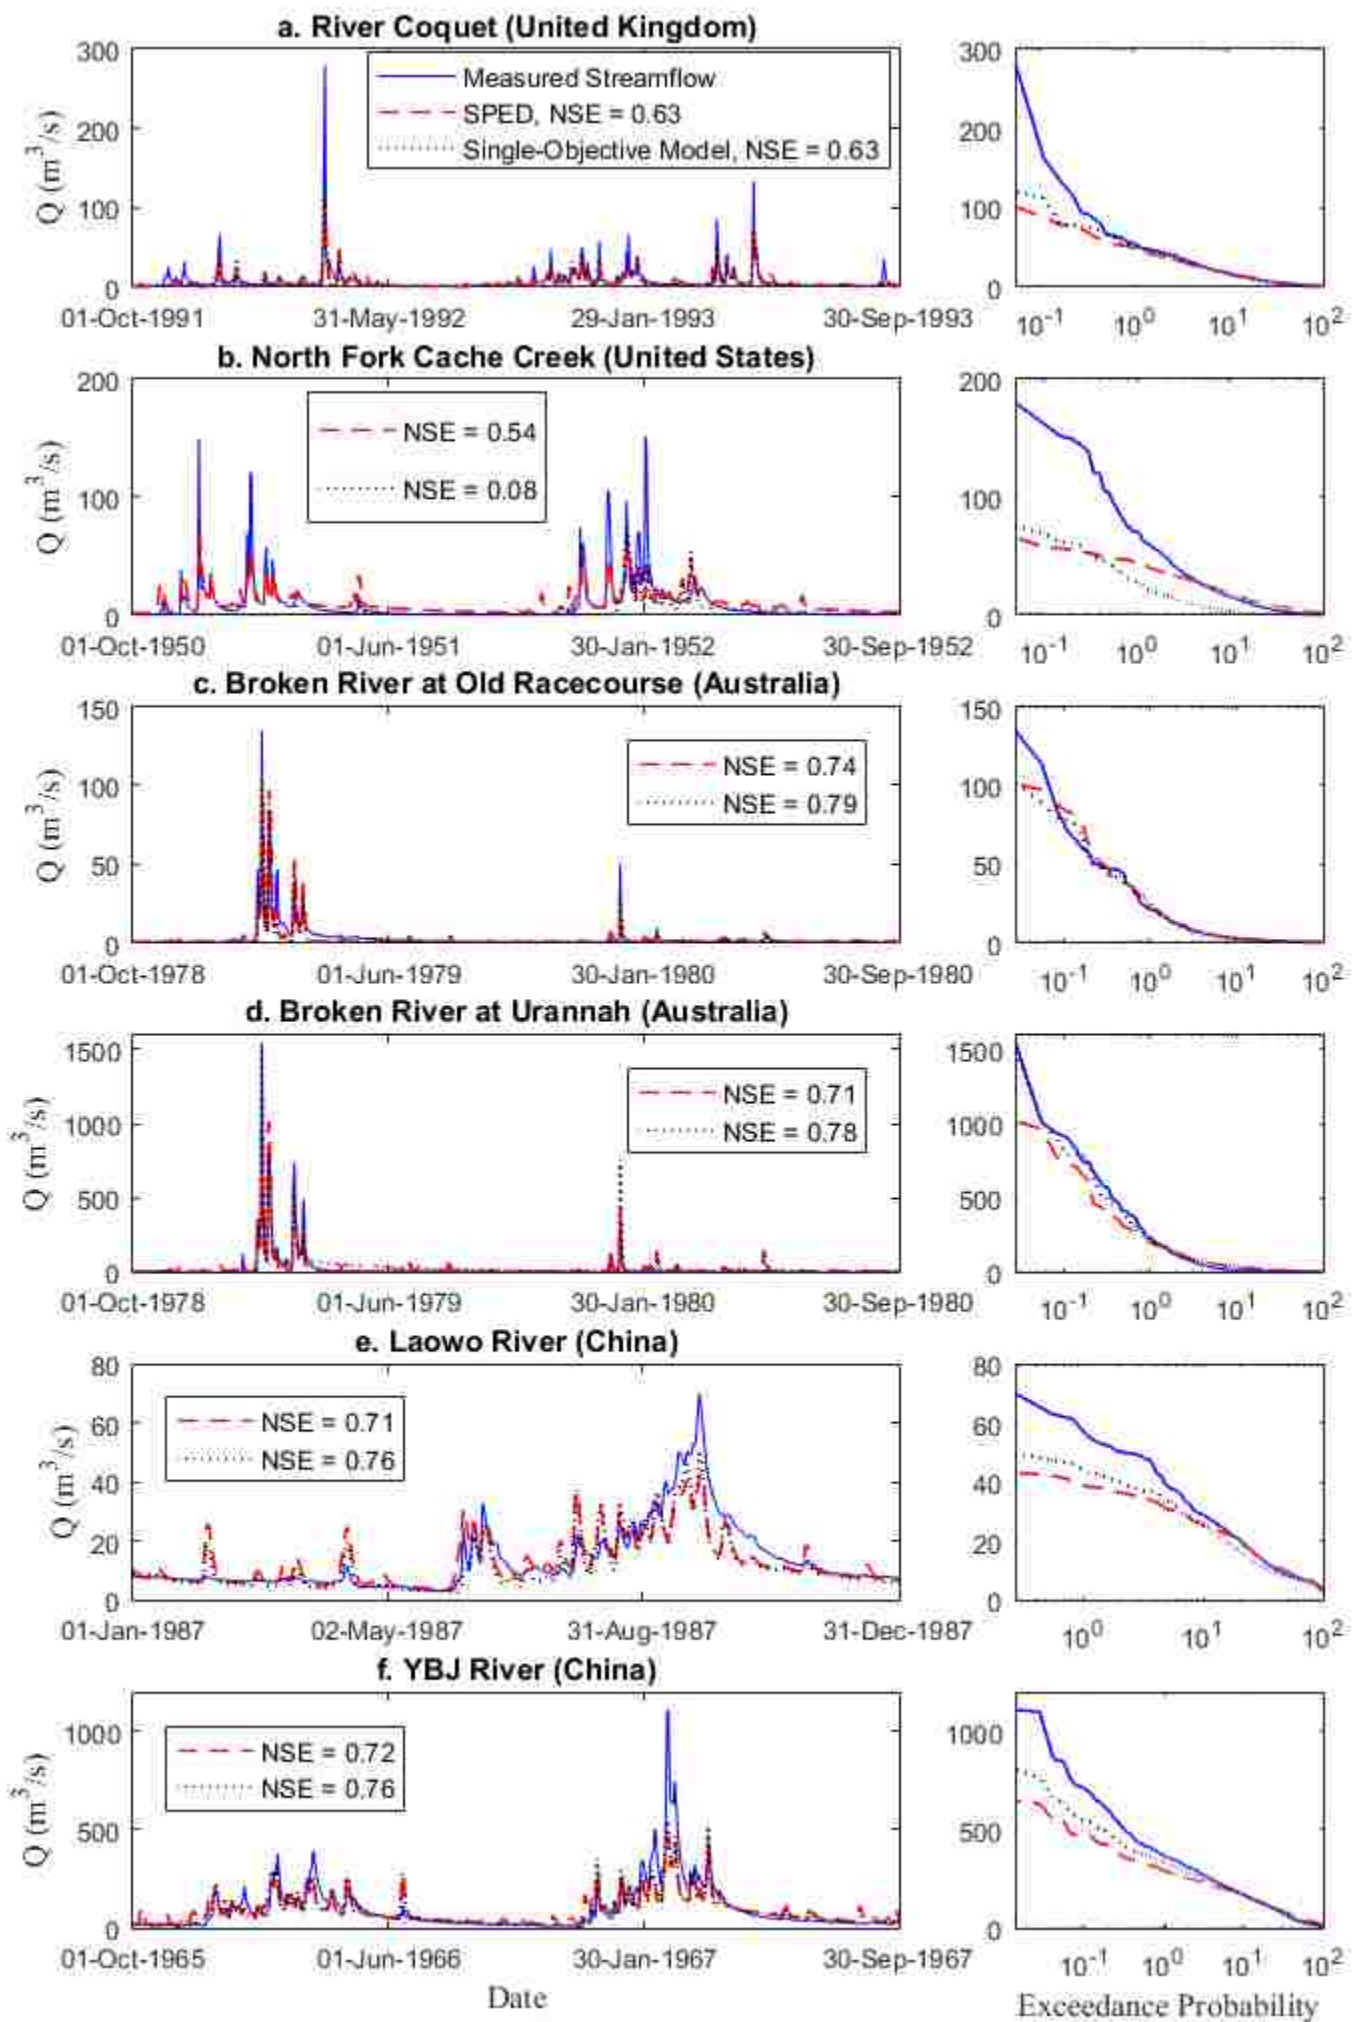 a. River Coquet (United Kingdom)
Q (m³/s)
300
200
100
0
Measured Streamflow
SPED, NSE = 0.63
Single-Objective Model, NSE = 0.63
01-Oct-1991 31-May-1992 29-Jan-1993 30-Sep-1993
300
200
100
0
10⁻¹ 10⁰ 10¹ 10²
b. North Fork Cache Creek (United States)
Q (m³/s)
200
100
0
NSE = 0.54
NSE = 0.08
01-Oct-1950 01-Jun-1951 30-Jan-1952 30-Sep-1952
200
100
0
10⁻¹ 10⁰ 10¹ 10²
c. Broken River at Old Racecourse (Australia)
Q (m³/s)
150
100
50
0
NSE = 0.74
NSE = 0.79
01-Oct-1978 01-Jun-1979 30-Jan-1980 30-Sep-1980
150
100
50
0
10⁻¹ 10⁰ 10¹ 10²
d. Broken River at Urannah (Australia)
Q (m³/s)
1500
1000
500
0
NSE = 0.71
NSE = 0.78
01-Oct-1978 01-Jun-1979 30-Jan-1980 30-Sep-1980
1500
1000
500
0
10⁻¹ 10⁰ 10¹ 10²
e. Laowo River (China)
Q (m³/s)
80
60
40
20
0
NSE = 0.71
NSE = 0.76
01-Jan-1987 02-May-1987 31-Aug-1987 31-Dec-1987
80
60
40
20
0
10⁰ 10¹ 10²
f. YBJ River (China)
Q (m³/s)
1000
500
0
NSE = 0.72
NSE = 0.76
01-Oct-1965 01-Jun-1966 30-Jan-1967 30-Sep-1967
Date
1000
500
0
10⁻¹ 10⁰ 10¹ 10²
Exceedance Probability